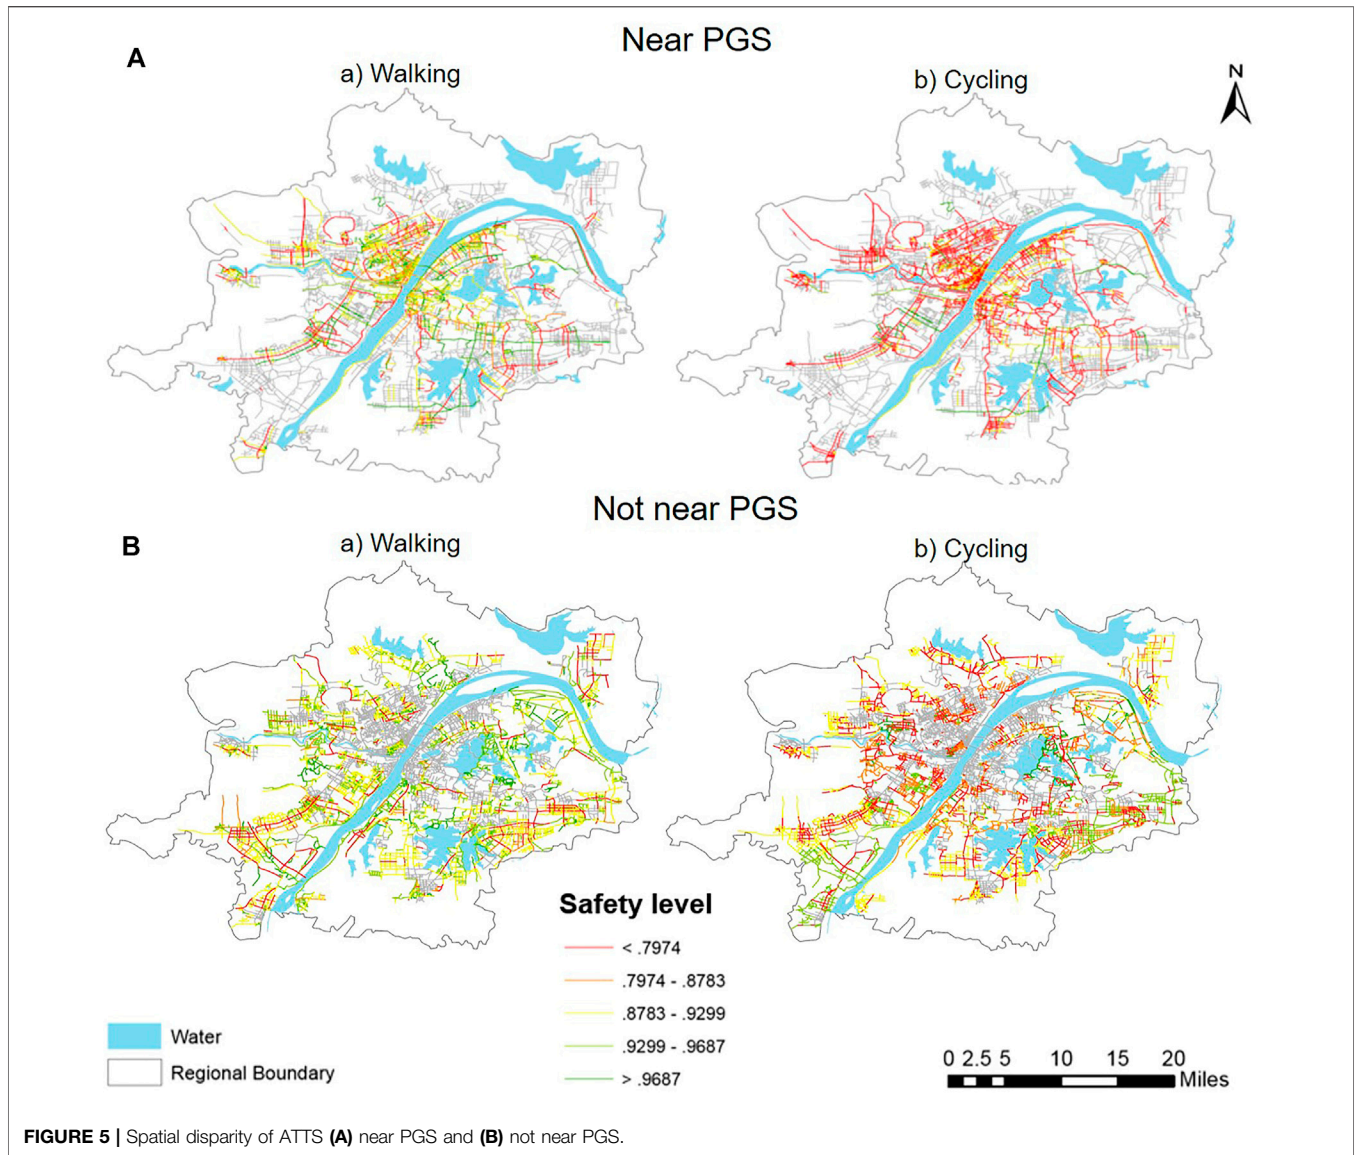 Near PGS
A
a) Walking
b) Cycling
N
Not near PGS
B
a) Walking
b) Cycling
Safety level
< .7974
.7974 - .8783
.8783 - .9299
.9299 - .9687
> .9687
Water
Regional Boundary
0 2.5 5 10 15 20
Miles
FIGURE 5 | Spatial disparity of ATTS (A) near PGS and (B) not near PGS.